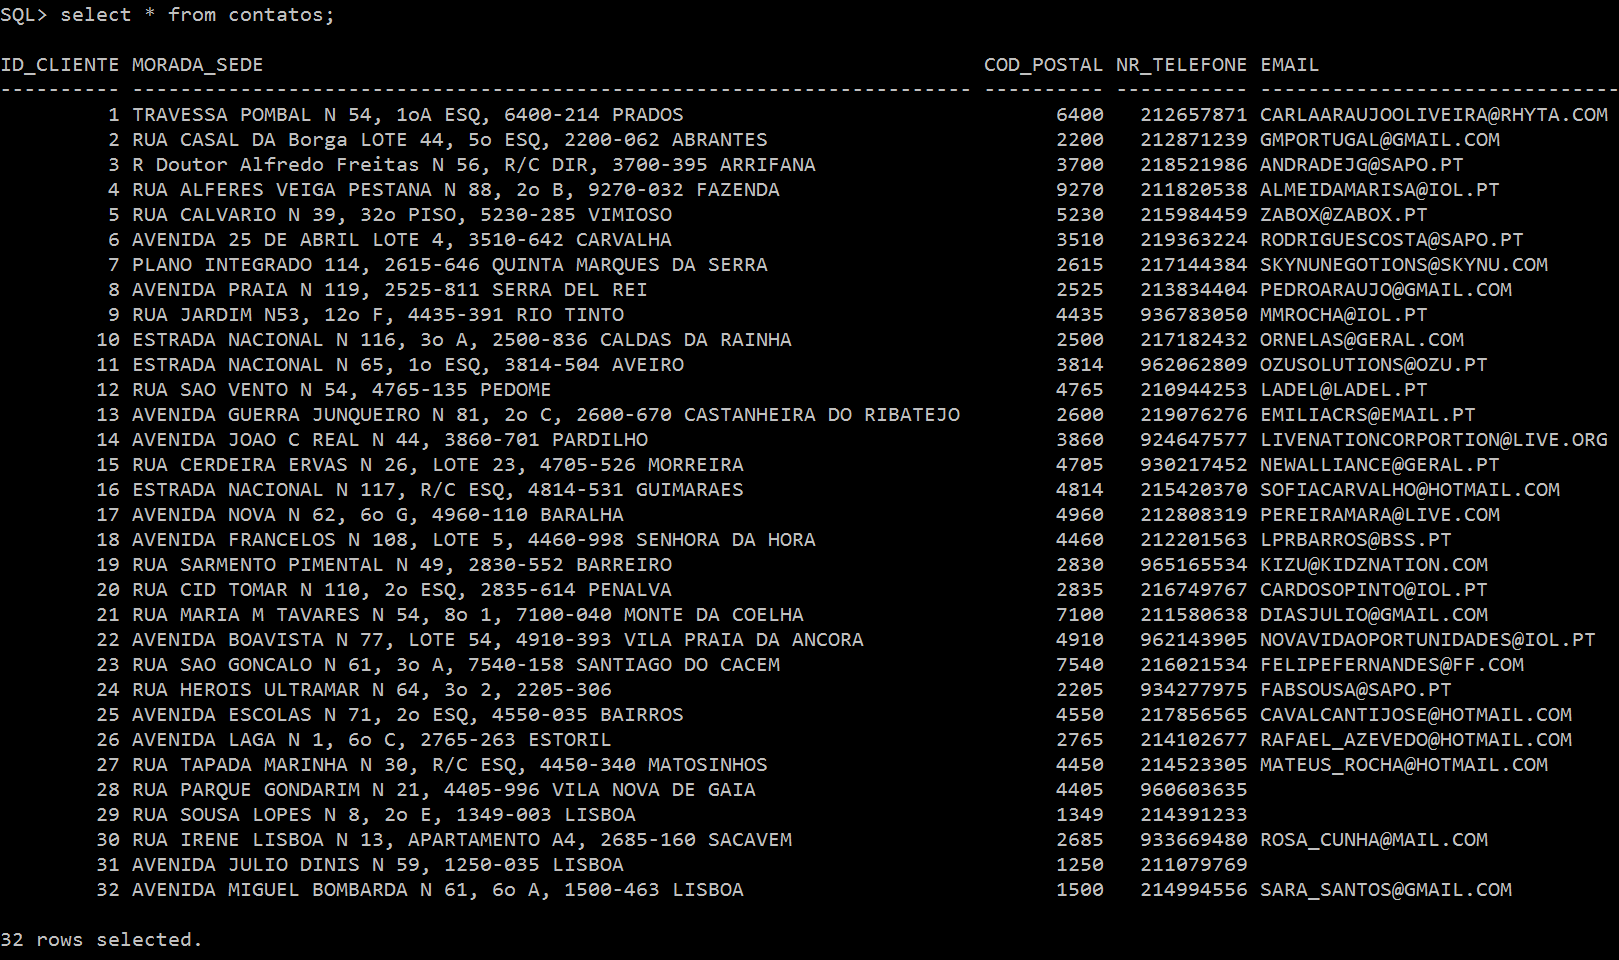 SQL> select * from contatos;
ID_CLIENTE MORADA_SEDE COD_POSTAL NR_TELEFONE EMAIL
---------- ---------------------------------------------------------------------- ---------- ----------- ------------------------------
1 TRAVESSA POMBAL N 54, 1oA ESQ, 6400-214 PRADOS 6400 212657871 CARLAARAUJOOLIVEIRA@RHYTA.COM
2 RUA CASAL DA Borga LOTE 44, 5o ESQ, 2200-062 ABRANTES 2200 212871239 GMPORTUGAL@GMAIL.COM
3 R Doutor Alfredo Freitas N 56, R/C DIR, 3700-395 ARRIFANA 3700 218521986 ANDRADEJG@SAPO.PT
4 RUA ALFERES VEIGA PESTANA N 88, 2o B, 9270-032 FAZENDA 9270 211820538 ALMEIDAMARISA@IOL.PT
5 RUA CALVARIO N 39, 32o PISO, 5230-285 VIMIOSO 5230 215984459 ZABOX@ZABOX.PT
6 AVENIDA 25 DE ABRIL LOTE 4, 3510-642 CARVALHA 3510 219363224 RODRIGUESCOSTA@SAPO.PT
7 PLANO INTEGRADO 114, 2615-646 QUINTA MARQUES DA SERRA 2615 217144384 SKYNUNEGOTIONS@SKYNU.COM
8 AVENIDA PRAIA N 119, 2525-811 SERRA DEL REI 2525 213834404 PEDROARAUJO@GMAIL.COM
9 RUA JARDIM N53, 12o F, 4435-391 RIO TINTO 4435 936783050 MMROCHA@IOL.PT
10 ESTRADA NACIONAL N 116, 3o A, 2500-836 CALDAS DA RAINHA 2500 217182432 ORNELAS@GERAL.COM
11 ESTRADA NACIONAL N 65, 1o ESQ, 3814-504 AVEIRO 3814 962062809 OZUSOLUTIONS@OZU.PT
12 RUA SAO VENTO N 54, 4765-135 PEDOME 4765 210944253 LADEL@LADEL.PT
13 AVENIDA GUERRA JUNQUEIRO N 81, 2o C, 2600-670 CASTANHEIRA DO RIBATEJO 2600 219076276 EMILIACRS@EMAIL.PT
14 AVENIDA JOAO C REAL N 44, 3860-701 PARDILHO 3860 924647577 LIVENATIONCORPORTION@LIVE.ORG
15 RUA CERDEIRA ERVAS N 26, LOTE 23, 4705-526 MORREIRA 4705 930217452 NEWALLIANCE@GERAL.PT
16 ESTRADA NACIONAL N 117, R/C ESQ, 4814-531 GUIMARAES 4814 215420370 SOFIACARVALHO@HOTMAIL.COM
17 AVENIDA NOVA N 62, 6o G, 4960-110 BARALHA 4960 212808319 PEREIRAMARA@LIVE.COM
18 AVENIDA FRANCELOS N 108, LOTE 5, 4460-998 SENHORA DA HORA 4460 212201563 LPRBARROS@BSS.PT
19 RUA SARMENTO PIMENTAL N 49, 2830-552 BARREIRO 2830 965165534 KIZU@KIDZNATION.COM
20 RUA CID TOMAR N 110, 2o ESQ, 2835-614 PENALVA 2835 216749767 CARDOSOPINTO@IOL.PT
21 RUA MARIA M TAVARES N 54, 8o 1, 7100-040 MONTE DA COELHA 7100 211580638 DIASJULIO@GMAIL.COM
22 AVENIDA BOAVISTA N 77, LOTE 54, 4910-393 VILA PRAIA DA ANCORA 4910 962143905 NOVAVIDAOPORTUNIDADES@IOL.PT
23 RUA SAO GONCALO N 61, 3o A, 7540-158 SANTIAGO DO CACEM 7540 216021534 FELIPEFERNANDES@FF.COM
24 RUA HEROIS ULTRAMAR N 64, 3o 2, 2205-306 2205 934277975 FABSOUSA@SAPO.PT
25 AVENIDA ESCOLAS N 71, 2o ESQ, 4550-035 BAIRROS 4550 217856565 CAVALCANTIJOSE@HOTMAIL.COM
26 AVENIDA LAGA N 1, 6o C, 2765-263 ESTORIL 2765 214102677 RAFAEL_AZEVEDO@HOTMAIL.COM
27 RUA TAPADA MARINHA N 30, R/C ESQ, 4450-340 MATOSINHOS 4450 214523305 MATEUS_ROCHA@HOTMAIL.COM
28 RUA PARQUE GONDARIM N 21, 4405-996 VILA NOVA DE GAIA 4405 960603635
29 RUA SOUSA LOPES N 8, 2o E, 1349-003 LISBOA 1349 214391233
30 RUA IRENE LISBOA N 13, APARTAMENTO A4, 2685-160 SACAVEM 2685 933669480 ROSA_CUNHA@MAIL.COM
31 AVENIDA JULIO DINIS N 59, 1250-035 LISBOA 1250 211079769
32 AVENIDA MIGUEL BOMBARDA N 61, 6o A, 1500-463 LISBOA 1500 214994556 SARA_SANTOS@GMAIL.COM
32 rows selected.